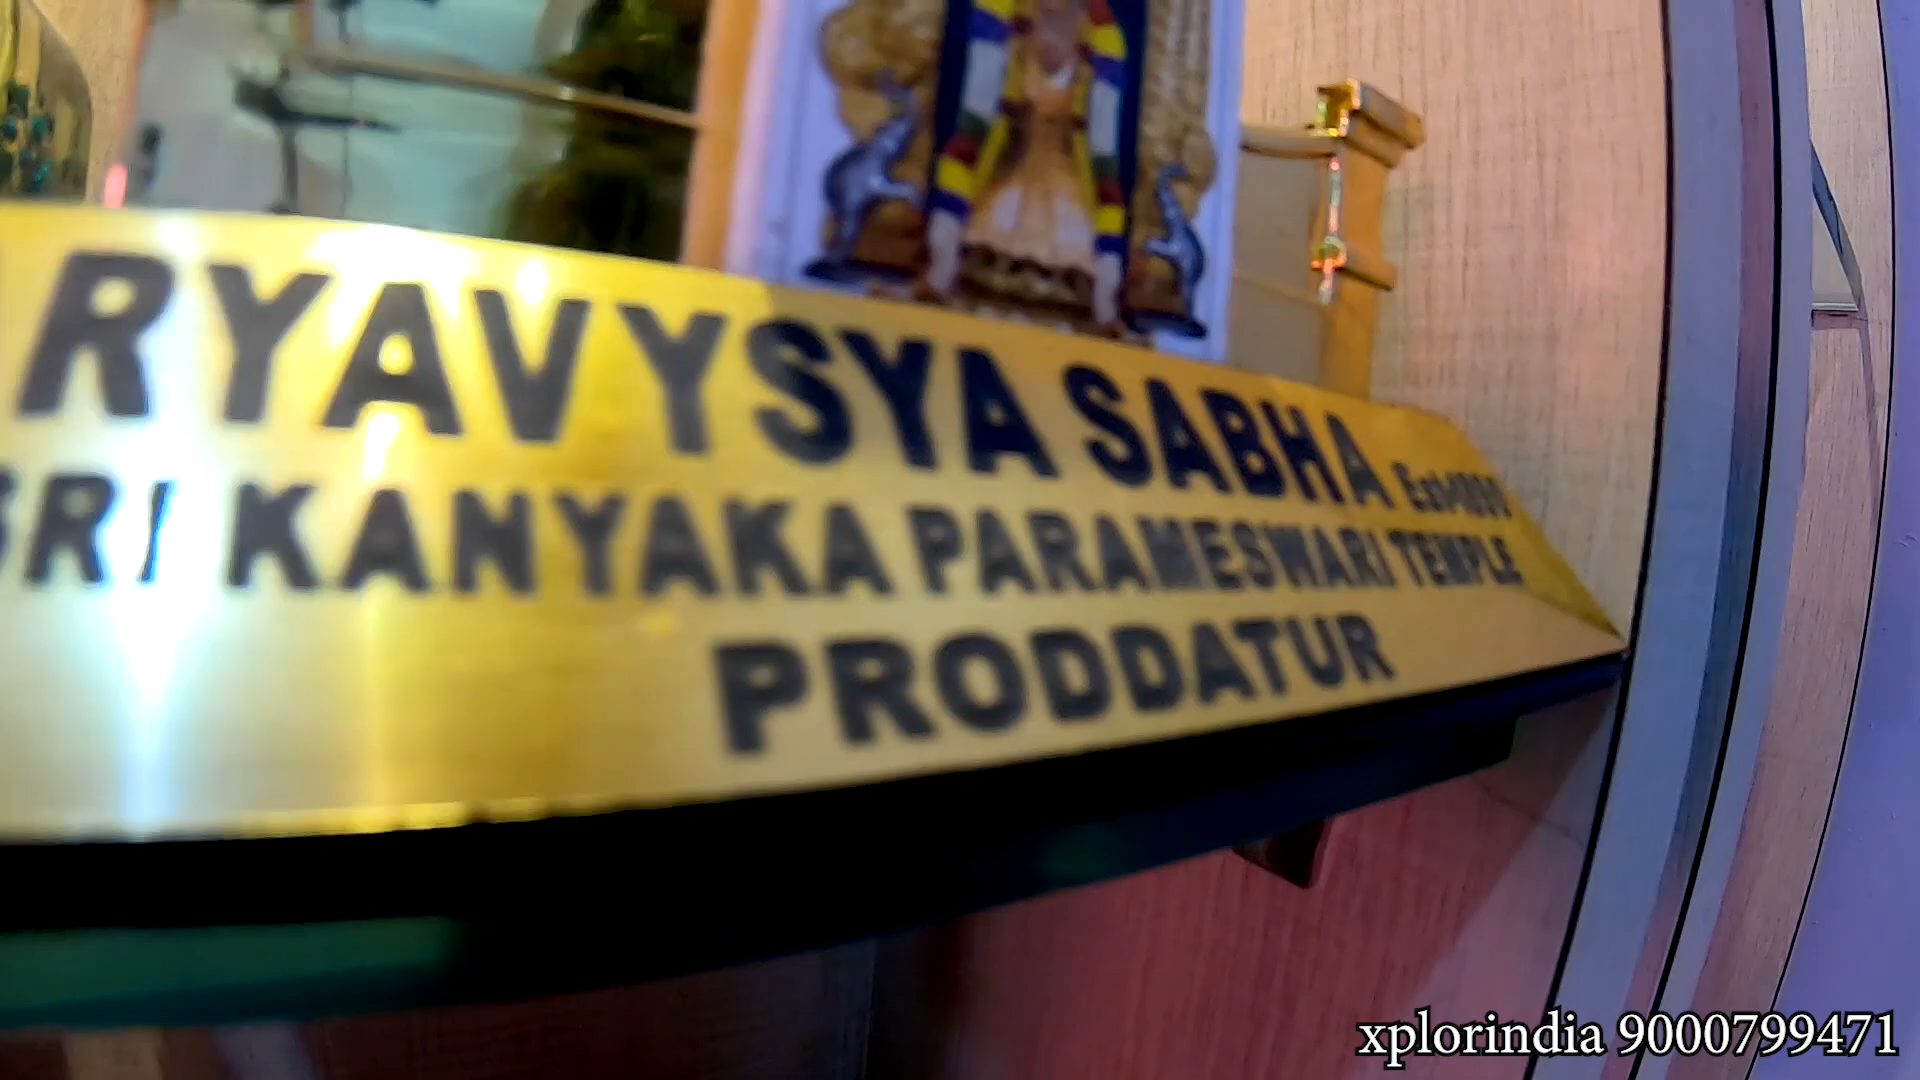 RYAVYSYA SABHA
SRI KANYAKA PARAMESWARI TEMPLE
PRODDATUR
xplorindia 9000799471